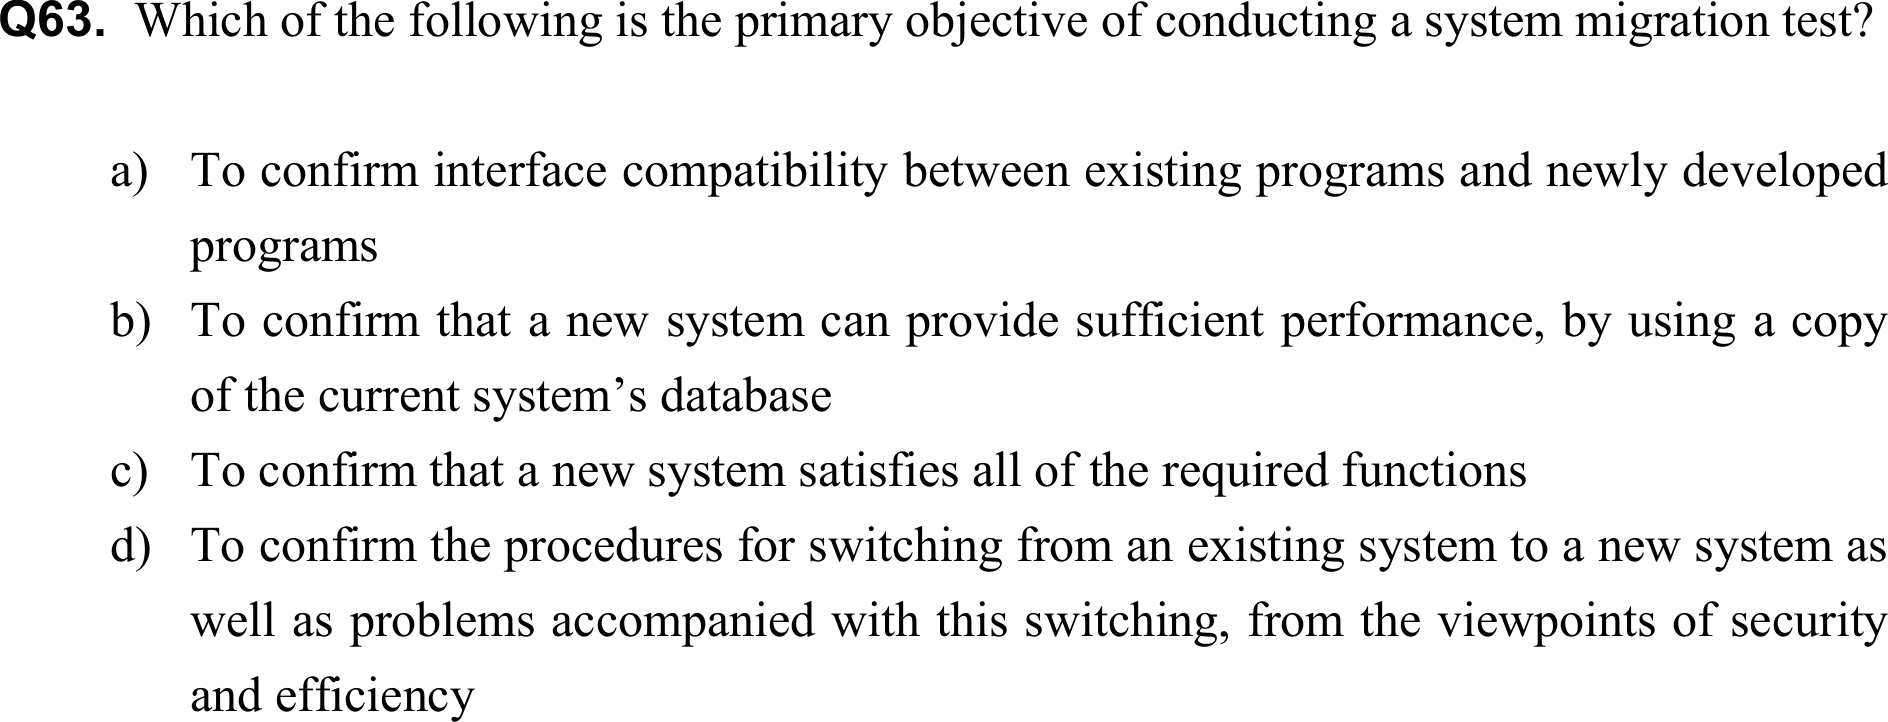 Q63. Which of the following is the primary objective of conducting a system migration test?
a) To confirm interface compatibility between existing programs and newly developed
programs
b) To confirm that a new system can provide sufficient performance, by using a copy
of the current system’s database
c) To confirm that a new system satisfies all of the required functions
d) To confirm the procedures for switching from an existing system to a new system as
well as problems accompanied with this switching, from the viewpoints of security
and efficiency